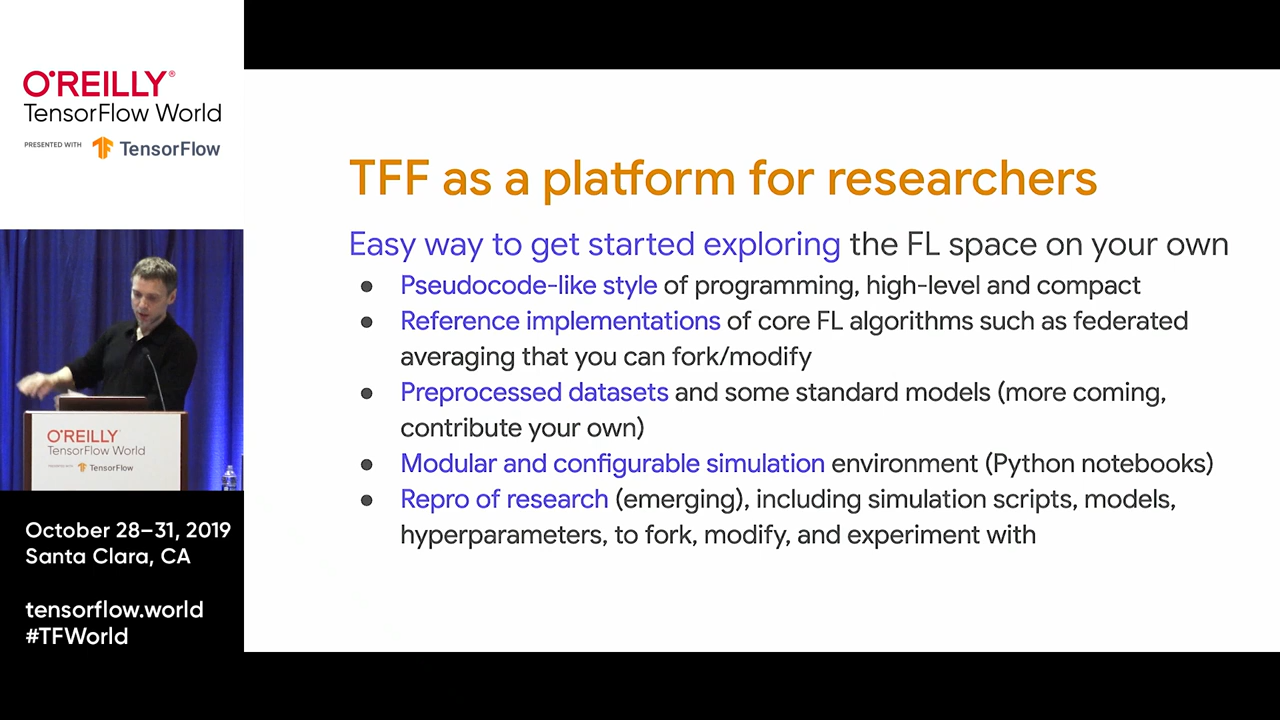 O'REILLY®
TensorFlow World
PRESENTED WITH TensorFlow
O'REILLY
TensorFlow World
TensorFlow
October 28–31, 2019
Santa Clara, CA
tensorflow.world
#TFWorld
TFF as a platform for researchers
Easy way to get started exploring the FL space on your own
● Pseudocode-like style of programming, high-level and compact
● Reference implementations of core FL algorithms such as federated
averaging that you can fork/modify
● Preprocessed datasets and some standard models (more coming,
contribute your own)
● Modular and configurable simulation environment (Python notebooks)
● Repro of research (emerging), including simulation scripts, models,
hyperparameters, to fork, modify, and experiment with